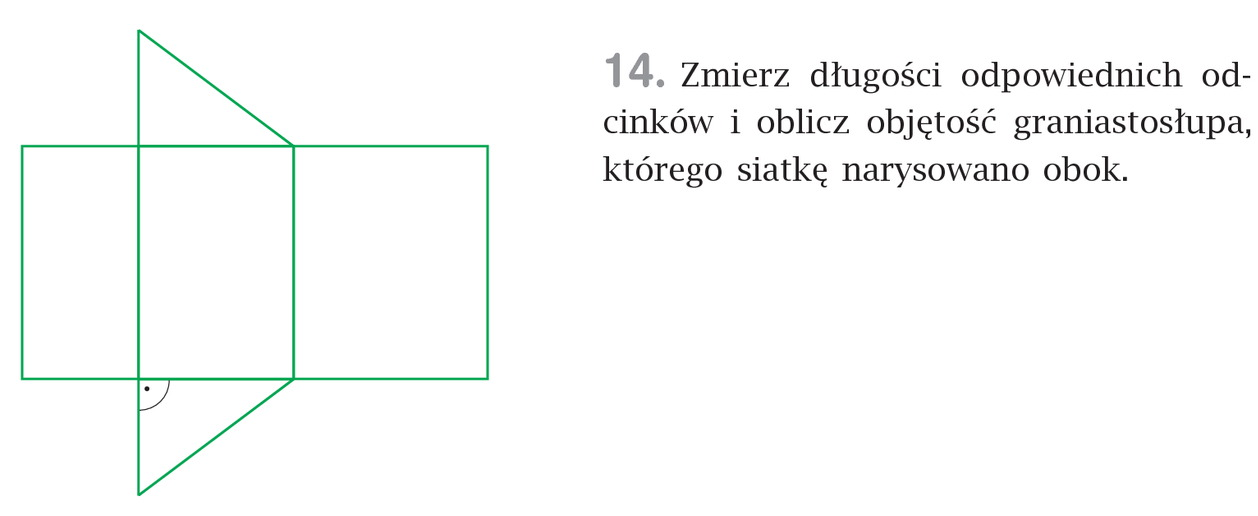 14. Zmierz długości odpowiednich od-
cinków i oblicz objętość graniastosłupa,
którego siatkę narysowano obok.